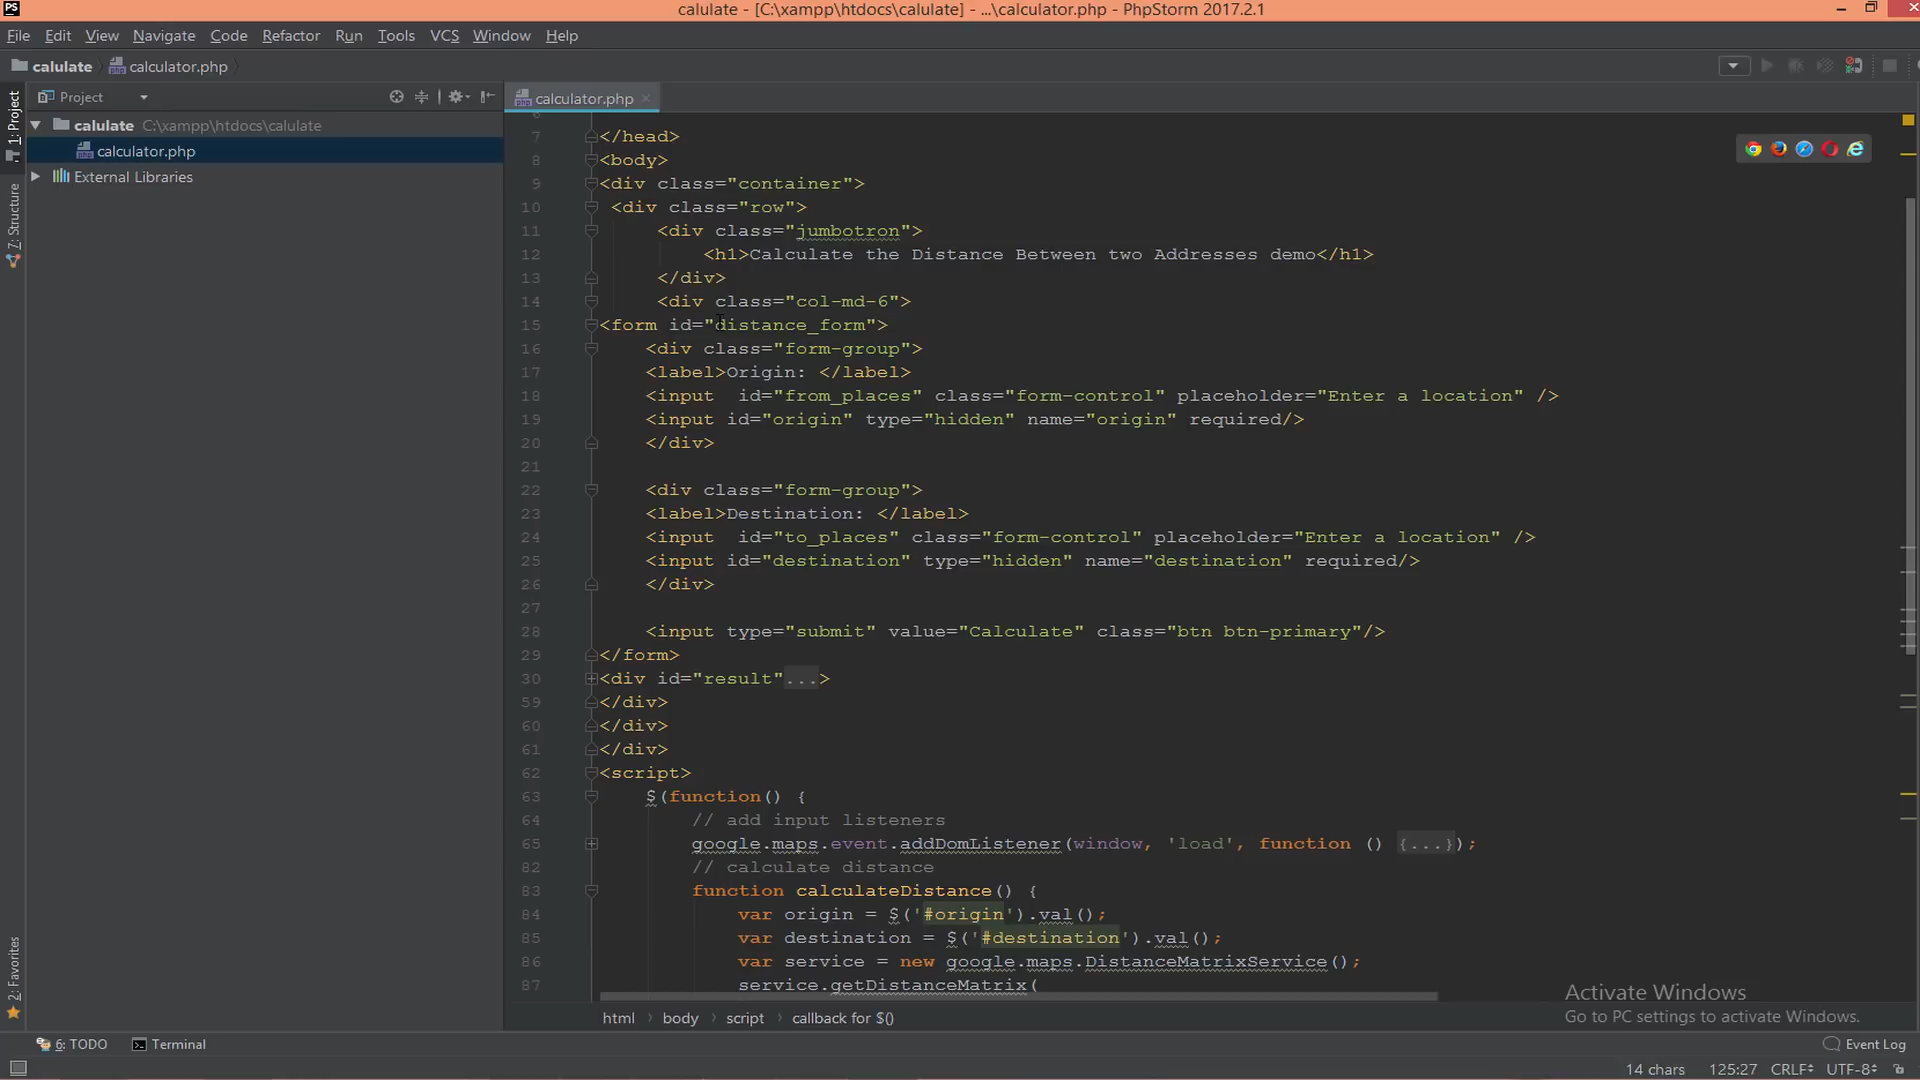 PS
calulate - [C:\xampp\htdocs\calulate] - ...\calculator.php - PhpStorm 2017.2.1
File Edit View Navigate Code Refactor Run Tools VCS Window Help
calulate calculator.php
Project
calculator.php
calulate C:\xampp\htdocs\calulate
calculator.php
External Libraries
1: Project
7: Structure
2: Favorites
7 </head>
8 <body>
9 <div class="container">
10 <div class="row">
11 <div class="jumbotron">
12 <h1>Calculate the Distance Between two Addresses demo</h1>
13 </div>
14 <div class="col-md-6">
15 <form id="distance_form">
16 <div class="form-group">
17 <label>Origin: </label>
18 <input  id="from_places" class="form-control" placeholder="Enter a location" />
19 <input id="origin" type="hidden" name="origin" required/>
20 </div>
21
22 <div class="form-group">
23 <label>Destination: </label>
24 <input  id="to_places" class="form-control" placeholder="Enter a location" />
25 <input id="destination" type="hidden" name="destination" required/>
26 </div>
27
28 <input type="submit" value="Calculate" class="btn btn-primary"/>
29 </form>
30 <div id="result"...>
59 </div>
60 </div>
61 </div>
62 <script>
63 $(function() {
64 // add input listeners
65 google.maps.event.addDomListener(window, 'load', function () {...});
82 // calculate distance
83 function calculateDistance() {
84 var origin = $('#origin').val();
85 var destination = $('#destination').val();
86 var service = new google.maps.DistanceMatrixService();
87 service.getDistanceMatrix(
Activate Windows
Go to PC settings to activate Windows.
html body script callback for $()
6: TODO Terminal Event Log
14 chars 125:27 CRLF UTF-8